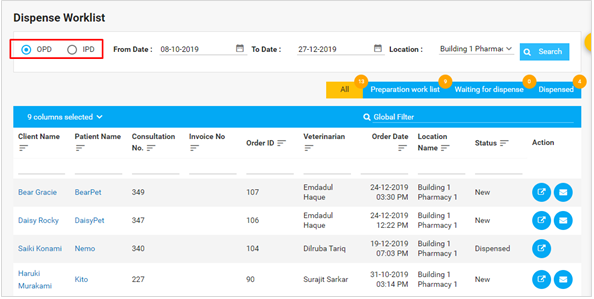 Dispense Worklist
OPD IPD From Date : 08-10-2019 To Date : 27-12-2019 Location : Building 1 Pharmac Search
All 13 Preparation work list 9 Waiting for dispense 0 Dispensed 4
9 columns selected Global Filter
Client Name Patient Name Consultation No. Invoice No Order ID Veterinarian Order Date Location Name Status Action
Bear Gracie BearPet 349 107 Emdadul Haque 24-12-2019 03:30 PM Building 1 Pharmacy 1 New
Daisy Rocky DaisyPet 347 106 Emdadul Haque 24-12-2019 12:22 PM Building 1 Pharmacy 1 New
Saiki Konami Nemo 340 104 Dilruba Tariq 19-12-2019 07:03 PM Building 1 Pharmacy 1 Dispensed
Haruki Murakami Kito 227 90 Surajit Sarkar 31-10-2019 03:14 PM Building 1 Pharmacy 1 New